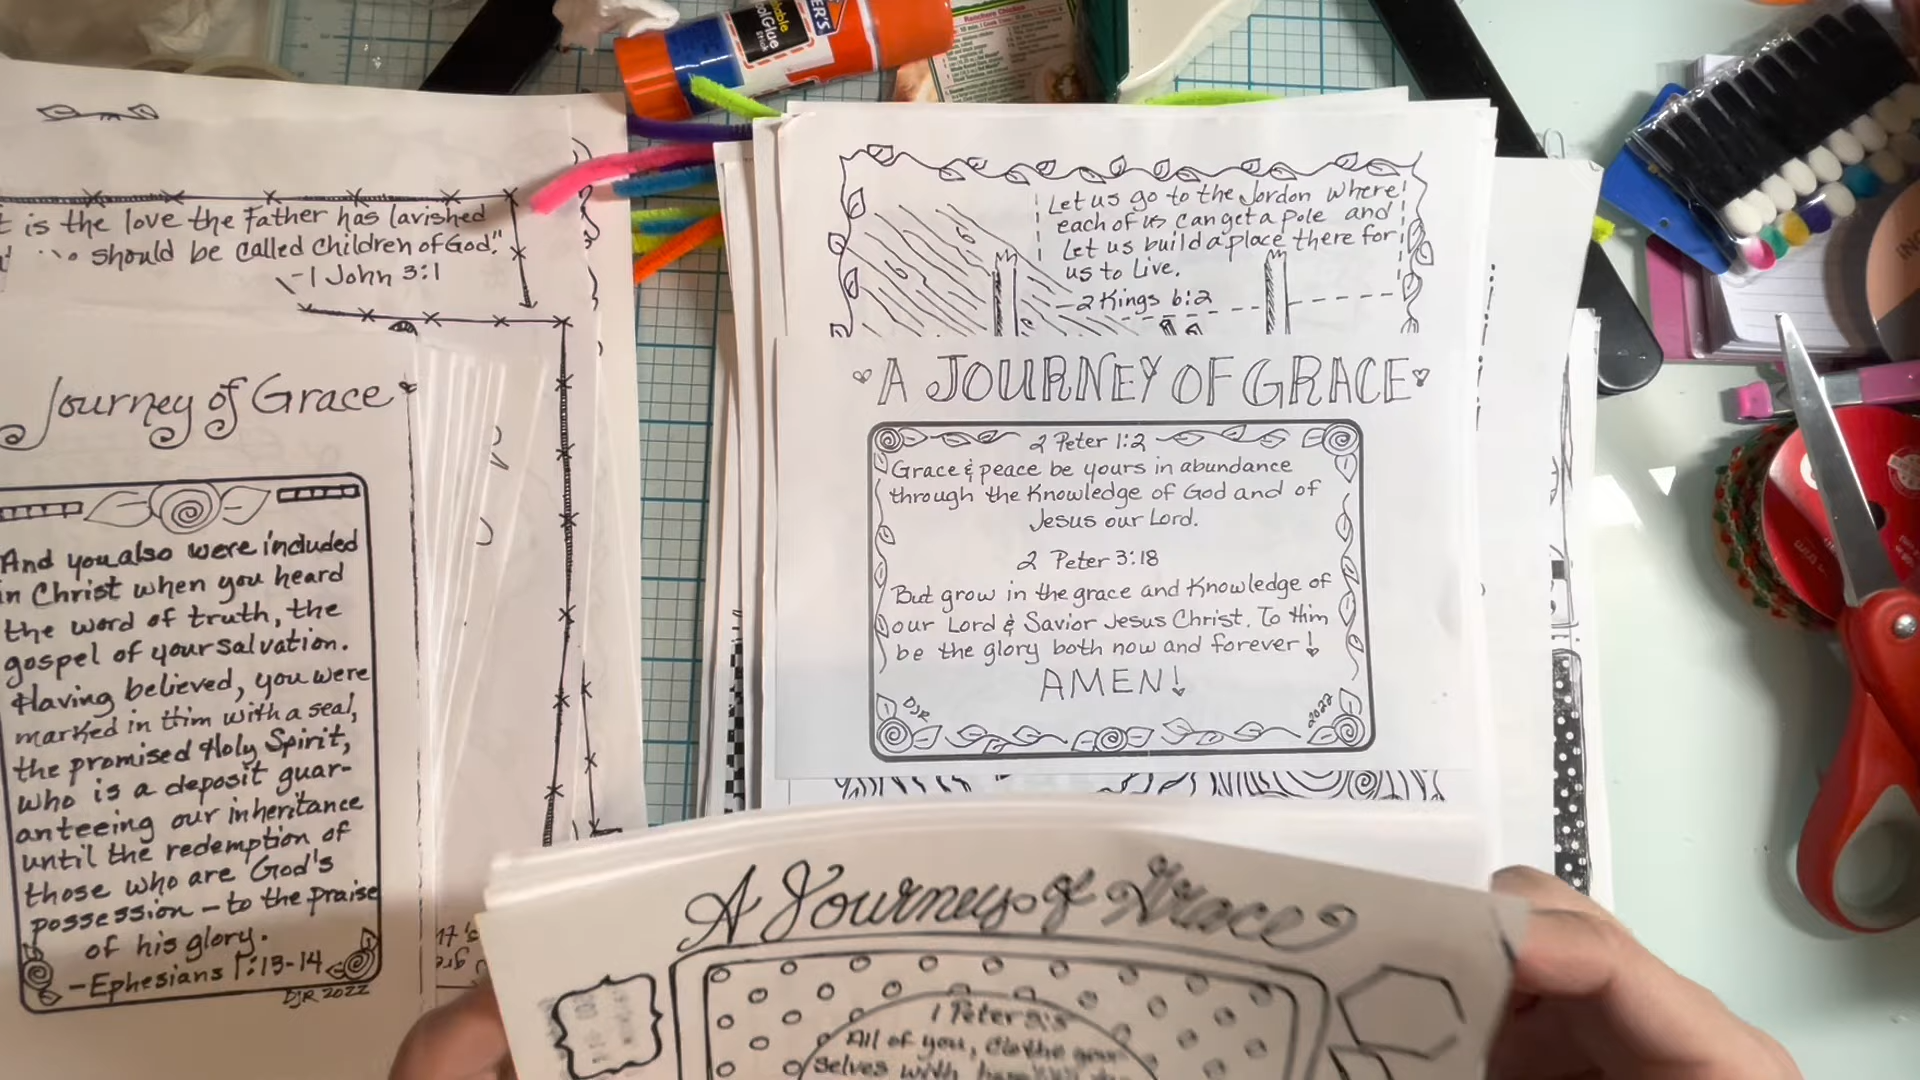 is the love the Father has lavished
should be called children of God."
-1 John 3:1
Journey of Grace
And you also were included
in Christ when you heard
the word of truth, the
gospel of your salvation.
Having believed, you were
marked in Him with a seal,
the promised Holy Spirit,
who is a deposit guar-
anteeing our inheritance
until the redemption of
those who are God's
possession - to the praise
of his glory.
-Ephesians 1:13-14
DJR 2022
Let us go to the Jordon where
each of us can get a pole and
Let us build a place there for
us to Live.
-2 Kings 6:2
A JOURNEY OF GRACE
2 Peter 1:2
Grace & peace be yours in abundance
through the Knowledge of God and of
Jesus our Lord.
2 Peter 3:18
But grow in the grace and Knowledge of
our Lord & Savior Jesus Christ. To Him
be the glory both now and forever!
AMEN!
DJR
2022
A Journey of Grace
1 Peter
All of you, clothe your
selves with
Glue
Stick